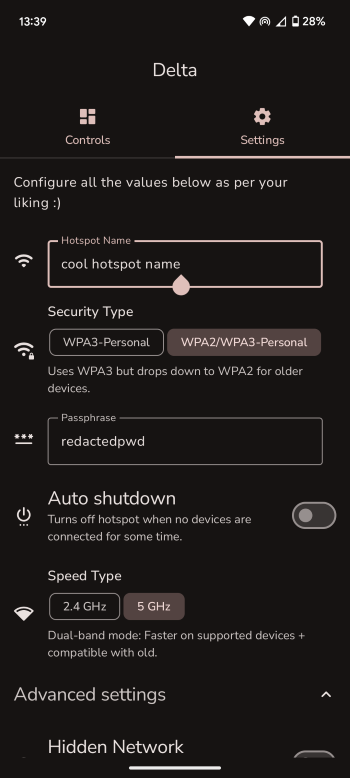 13:39
28%
Delta
Controls
Settings
Configure all the values below as per your
liking :)
Hotspot Name
cool hotspot name
Security Type
WPA3-Personal
WPA2/WPA3-Personal
Uses WPA3 but drops down to WPA2 for older
devices.
Passphrase
redactedpwd
Auto shutdown
Turns off hotspot when no devices are
connected for some time.
Speed Type
2.4 GHz
5 GHz
Dual-band mode: Faster on supported devices +
compatible with old.
Advanced settings
Hidden Network